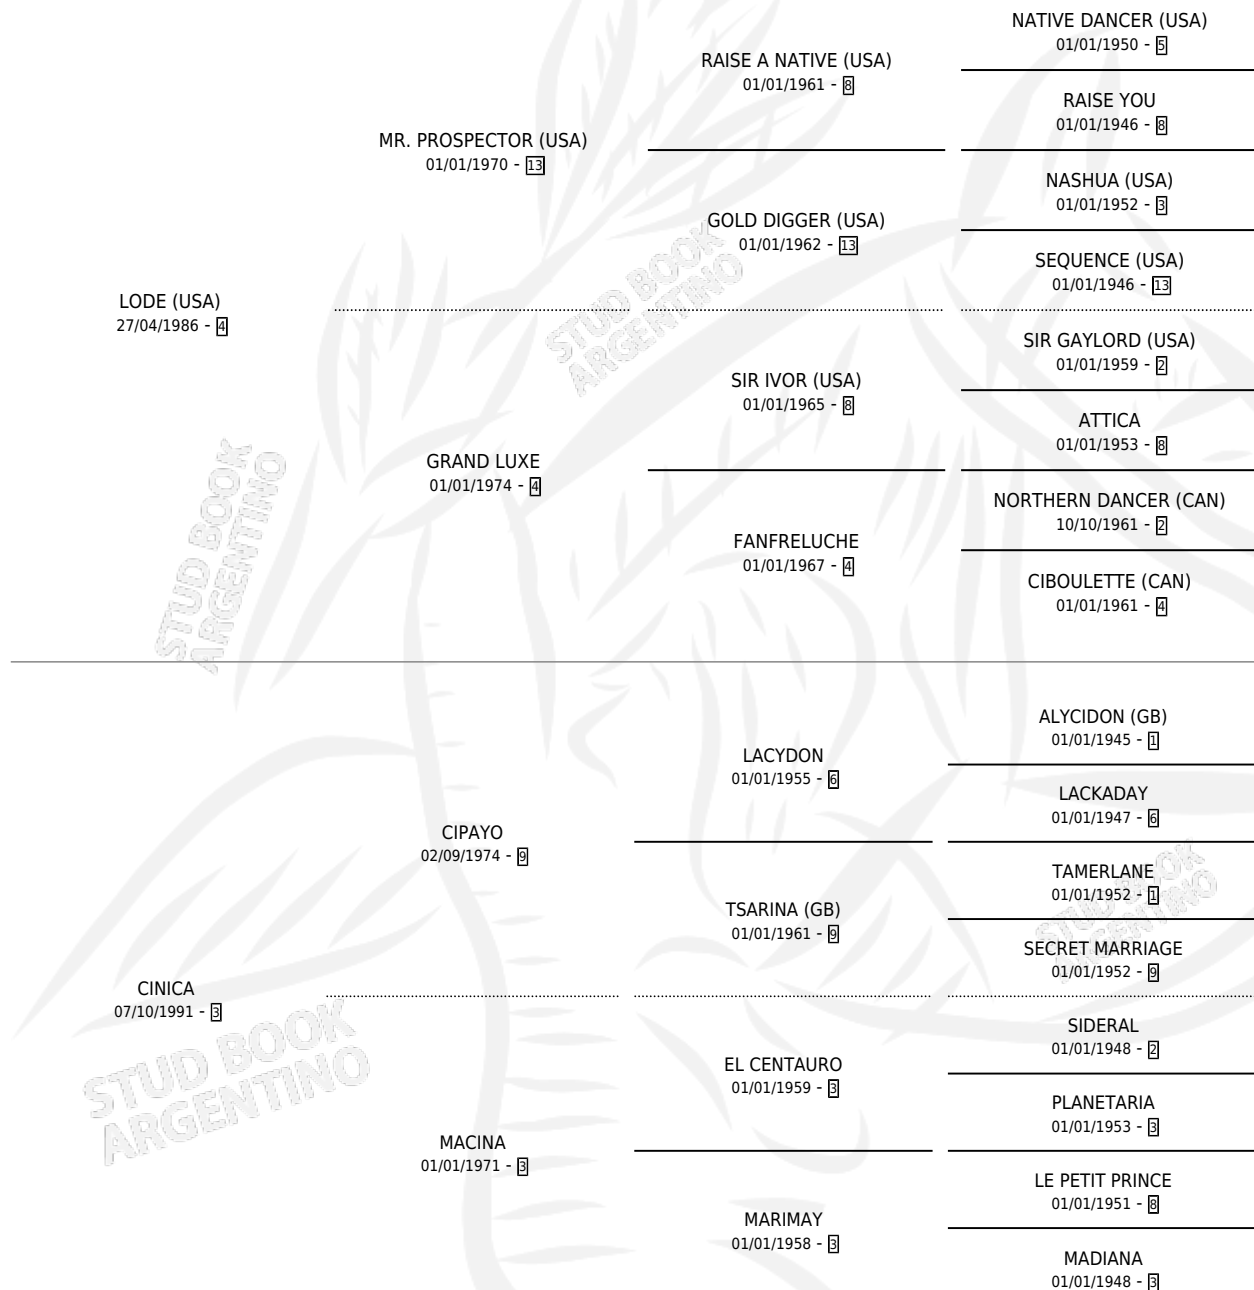 NATIVE DANCER (USA)
01/01/1950 - 5
RAISE A NATIVE (USA)
01/01/1961 - 8
RAISE YOU
01/01/1946 - 8
MR. PROSPECTOR (USA)
01/01/1970 - 13
NASHUA (USA)
01/01/1952 - 3
GOLD DIGGER (USA)
01/01/1962 - 13
SEQUENCE (USA)
01/01/1946 - 13
LODE (USA)
27/04/1986 - 4
SIR GAYLORD (USA)
01/01/1959 - 2
SIR IVOR (USA)
01/01/1965 - 8
ATTICA
01/01/1953 - 8
GRAND LUXE
01/01/1974 - 4
NORTHERN DANCER (CAN)
10/10/1961 - 2
FANFRELUCHE
01/01/1967 - 4
CIBOULETTE (CAN)
01/01/1961 - 4
ALYCIDON (GB)
01/01/1945 - 1
LACYDON
01/01/1955 - 6
LACKADAY
01/01/1947 - 6
CIPAYO
02/09/1974 - 9
TAMERLANE
01/01/1952 - 1
TSARINA (GB)
01/01/1961 - 9
SECRET MARRIAGE
01/01/1952 - 9
CINICA
07/10/1991 - 3
SIDERAL
01/01/1948 - 2
EL CENTAURO
01/01/1959 - 3
PLANETARIA
01/01/1953 - 3
MACINA
01/01/1971 - 3
LE PETIT PRINCE
01/01/1951 - 8
MARIMAY
01/01/1958 - 3
MADIANA
01/01/1948 - 3
STUD BOOK
ARGENTINO
STUD BOOK
ARGENTINO
STUD BOOK
ARGENTINO
STUD BOOK
ARGENTINO